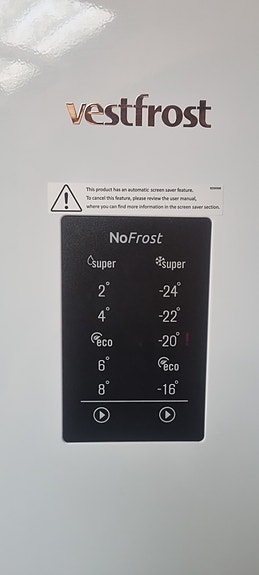 vestfrost
This product has an automatic screen saver feature.
To cancel this feature, please review the user manual,
where you can find more information in the screen saver section.
NoFrost
super super
2° -24°
4° -22°
eco -20°
6° eco
8° -16°